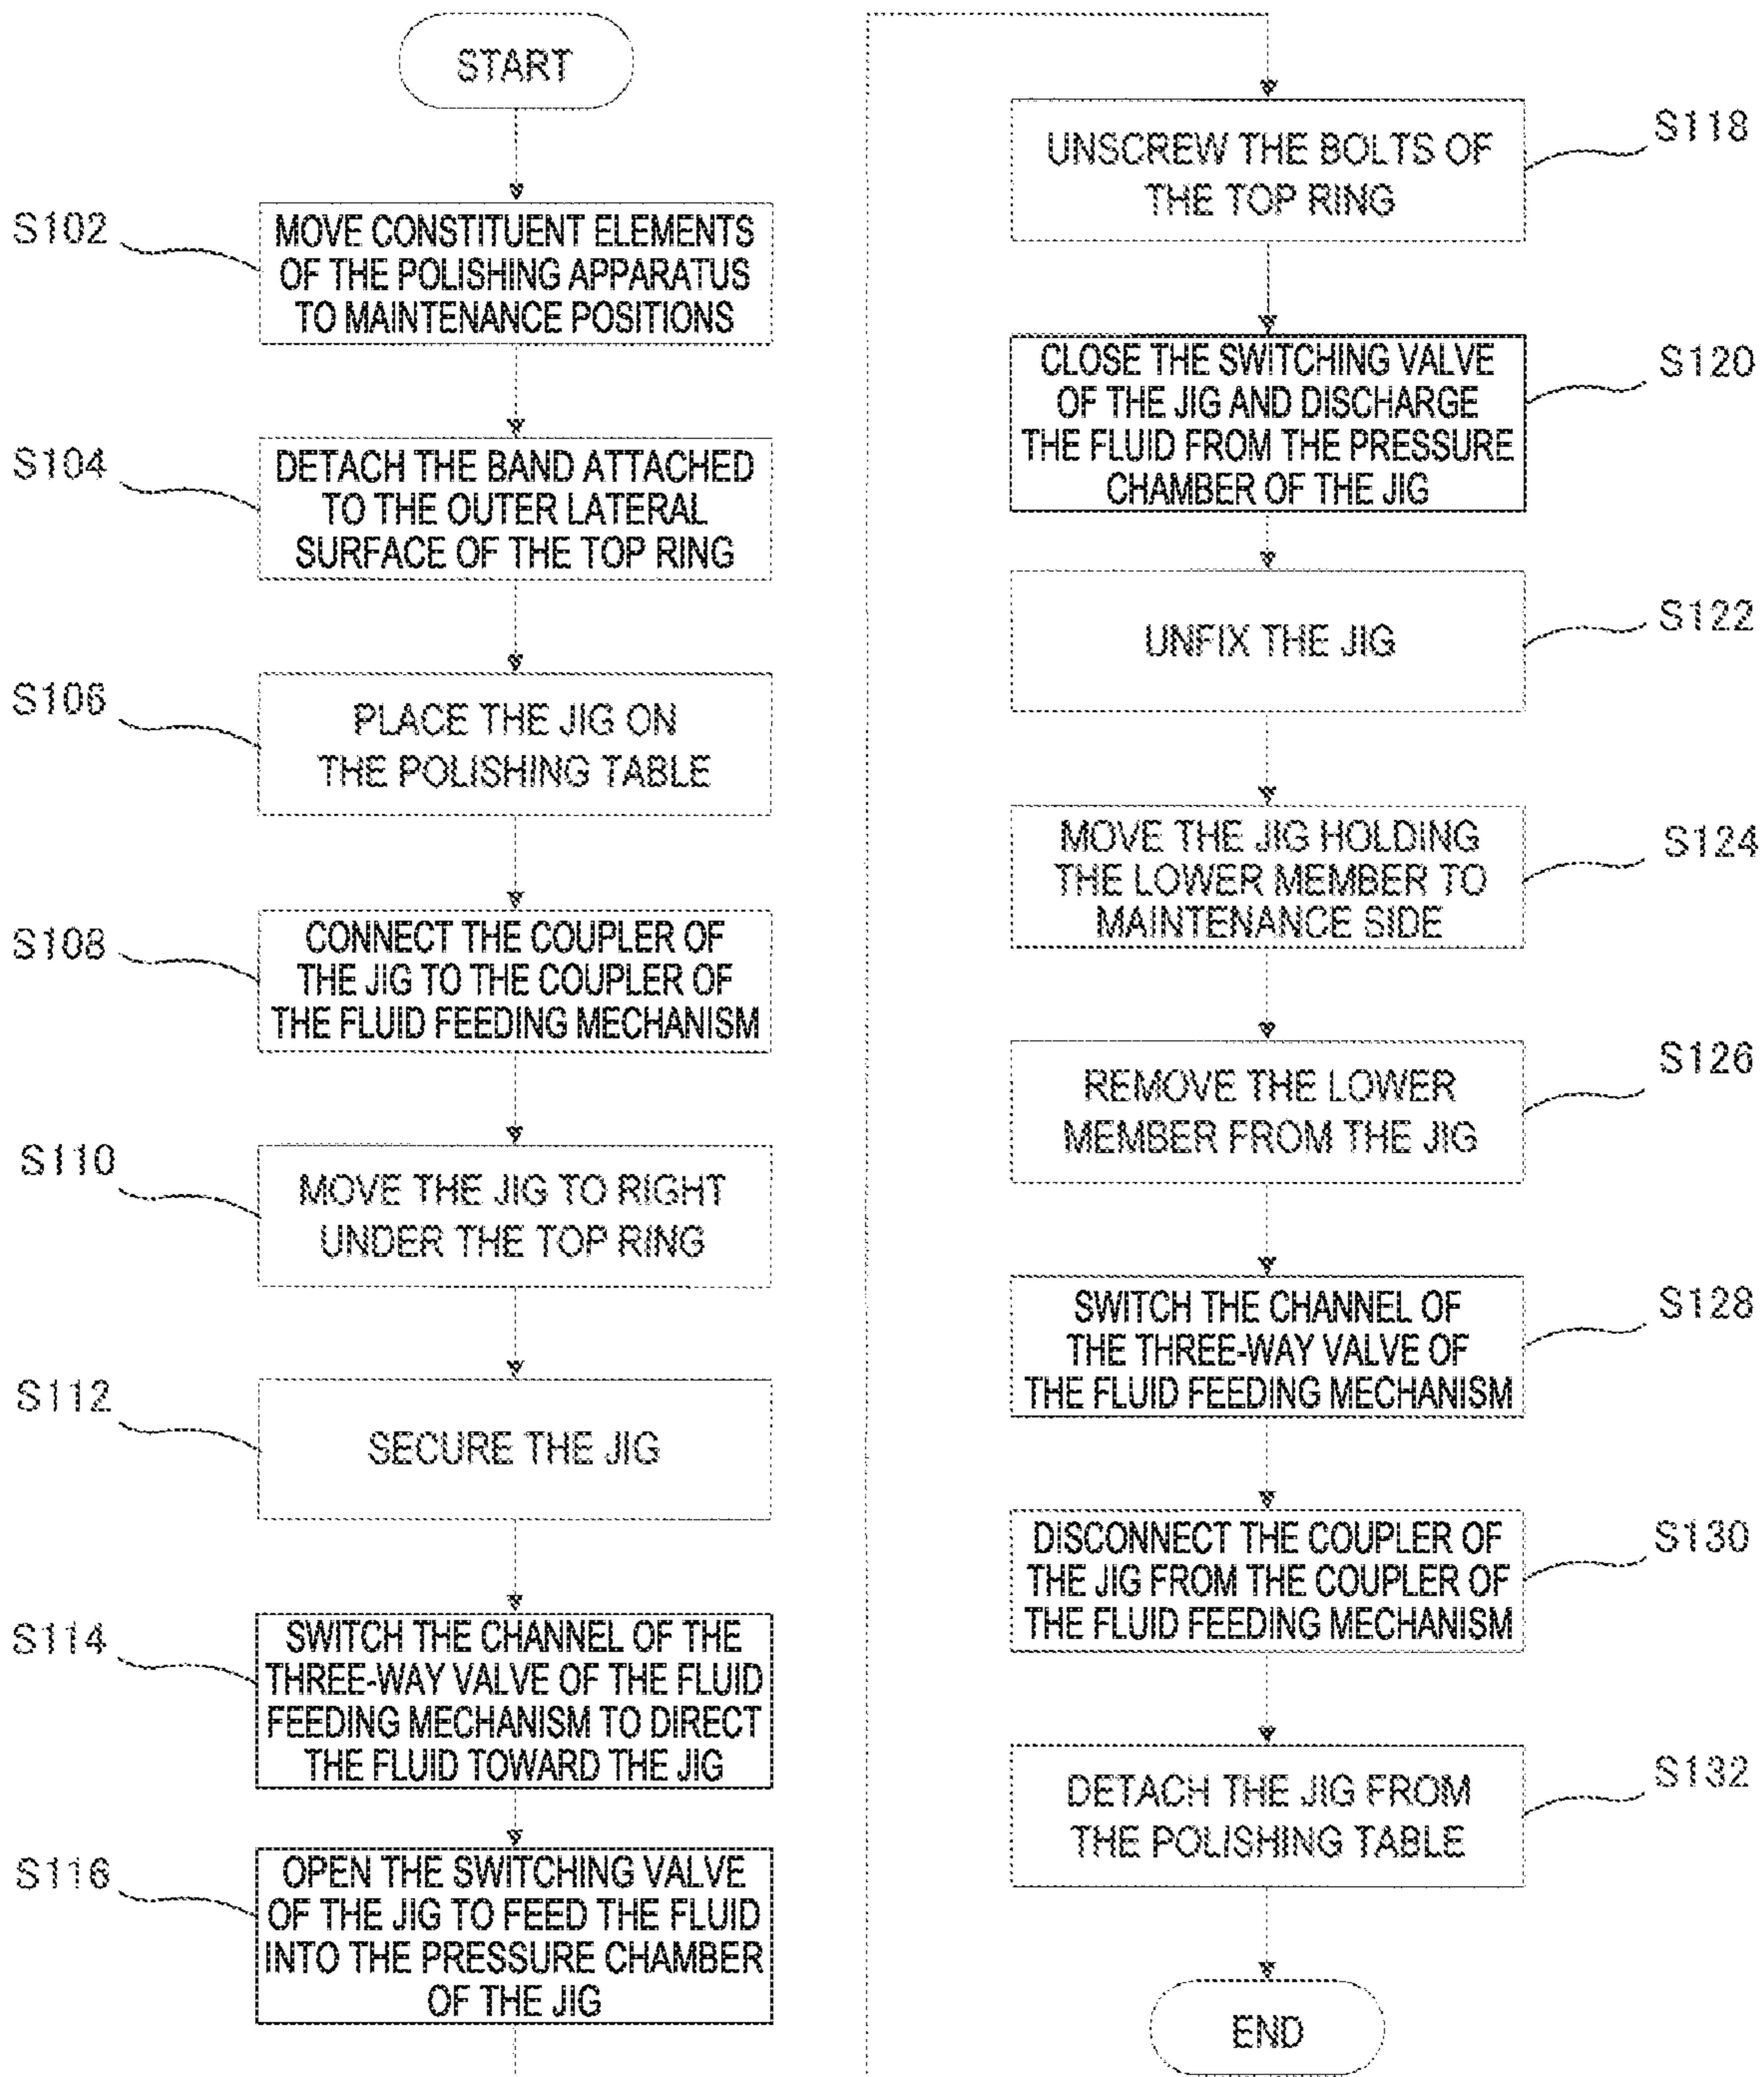 START
S102
MOVE CONSTITUENT ELEMENTS
OF THE POLISHING APPARATUS
TO MAINTENANCE POSITIONS
S104
DETACH THE BAND ATTACHED
TO THE OUTER LATERAL
SURFACE OF THE TOP RING
S106
PLACE THE JIG ON
THE POLISHING TABLE
S108
CONNECT THE COUPLER OF
THE JIG TO THE COUPLER OF
THE FLUID FEEDING MECHANISM
S110
MOVE THE JIG TO RIGHT
UNDER THE TOP RING
S112
SECURE THE JIG
S114
SWITCH THE CHANNEL OF THE
THREE-WAY VALVE OF THE FLUID
FEEDING MECHANISM TO DIRECT
THE FLUID TOWARD THE JIG
S116
OPEN THE SWITCHING VALVE
OF THE JIG TO FEED THE FLUID
INTO THE PRESSURE CHAMBER
OF THE JIG
S118
UNSCREW THE BOLTS OF
THE TOP RING
S120
CLOSE THE SWITCHING VALVE
OF THE JIG AND DISCHARGE
THE FLUID FROM THE PRESSURE
CHAMBER OF THE JIG
S122
UNFIX THE JIG
S124
MOVE THE JIG HOLDING
THE LOWER MEMBER TO
MAINTENANCE SIDE
S126
REMOVE THE LOWER
MEMBER FROM THE JIG
S128
SWITCH THE CHANNEL OF
THE THREE-WAY VALVE OF
THE FLUID FEEDING MECHANISM
S130
DISCONNECT THE COUPLER OF
THE JIG FROM THE COUPLER OF
THE FLUID FEEDING MECHANISM
S132
DETACH THE JIG FROM
THE POLISHING TABLE
END